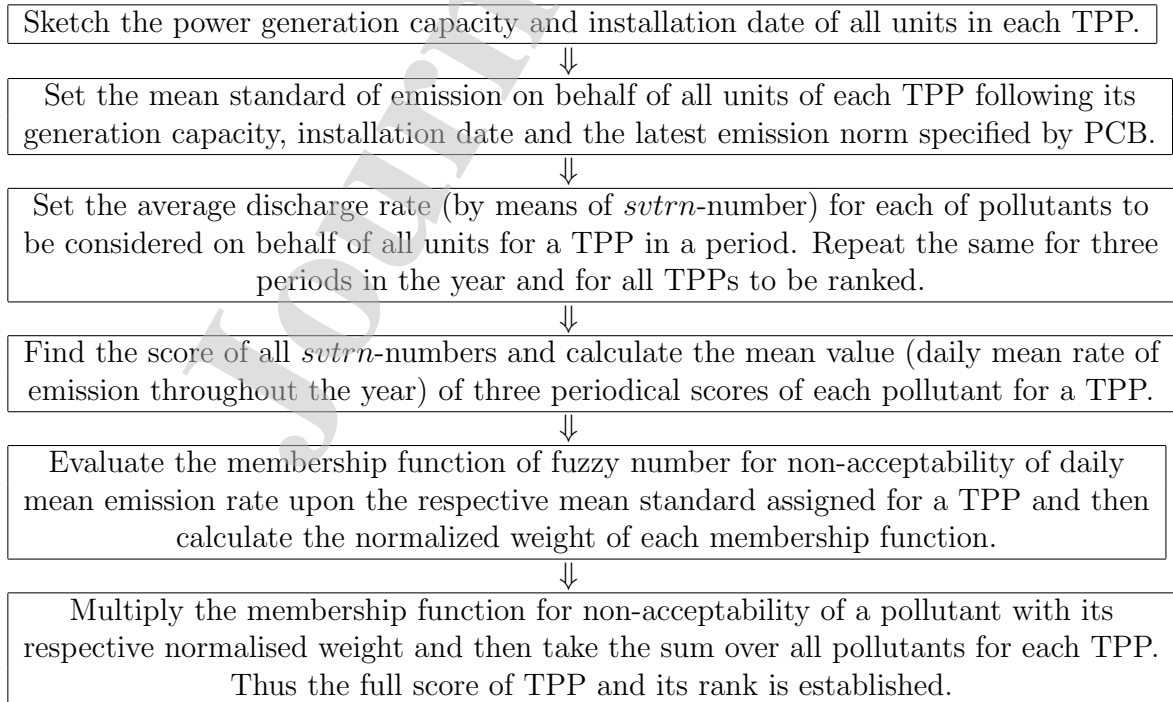 Sketch the power generation capacity and installation date of all units in each TPP.
⇓
Set the mean standard of emission on behalf of all units of each TPP following its
generation capacity, installation date and the latest emission norm specified by PCB.
⇓
Set the average discharge rate (by means of svtrn-number) for each of pollutants to
be considered on behalf of all units for a TPP in a period. Repeat the same for three
periods in the year and for all TPPs to be ranked.
⇓
Find the score of all svtrn-numbers and calculate the mean value (daily mean rate of
emission throughout the year) of three periodical scores of each pollutant for a TPP.
⇓
Evaluate the membership function of fuzzy number for non-acceptability of daily
mean emission rate upon the respective mean standard assigned for a TPP and then
calculate the normalized weight of each membership function.
⇓
Multiply the membership function for non-acceptability of a pollutant with its
respective normalised weight and then take the sum over all pollutants for each TPP.
Thus the full score of TPP and its rank is established.
Journ